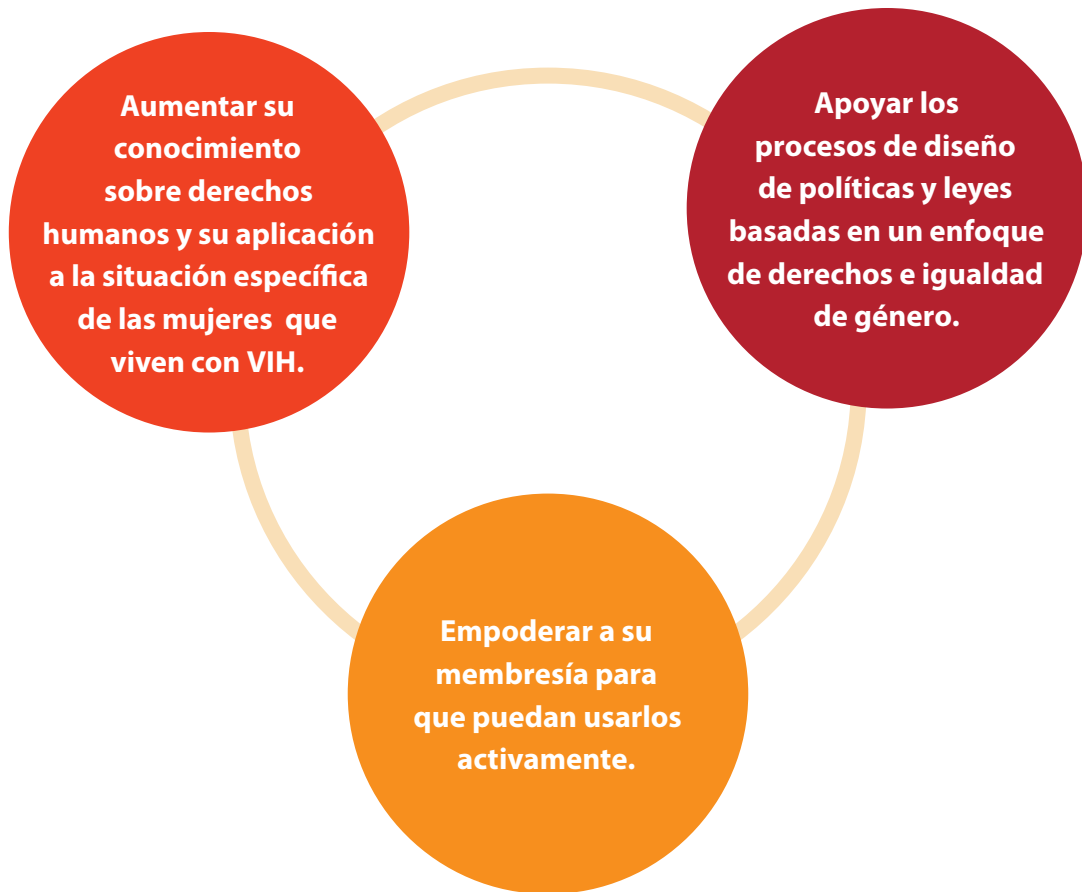 Aumentar su
conocimiento
sobre derechos
humanos y su aplicación
a la situación específica
de las mujeres que
viven con VIH.
Apoyar los
procesos de diseño
de políticas y leyes
basadas en un enfoque
de derechos e igualdad
de género.
Empoderar a su
membresía para
que puedan usarlos
activamente.